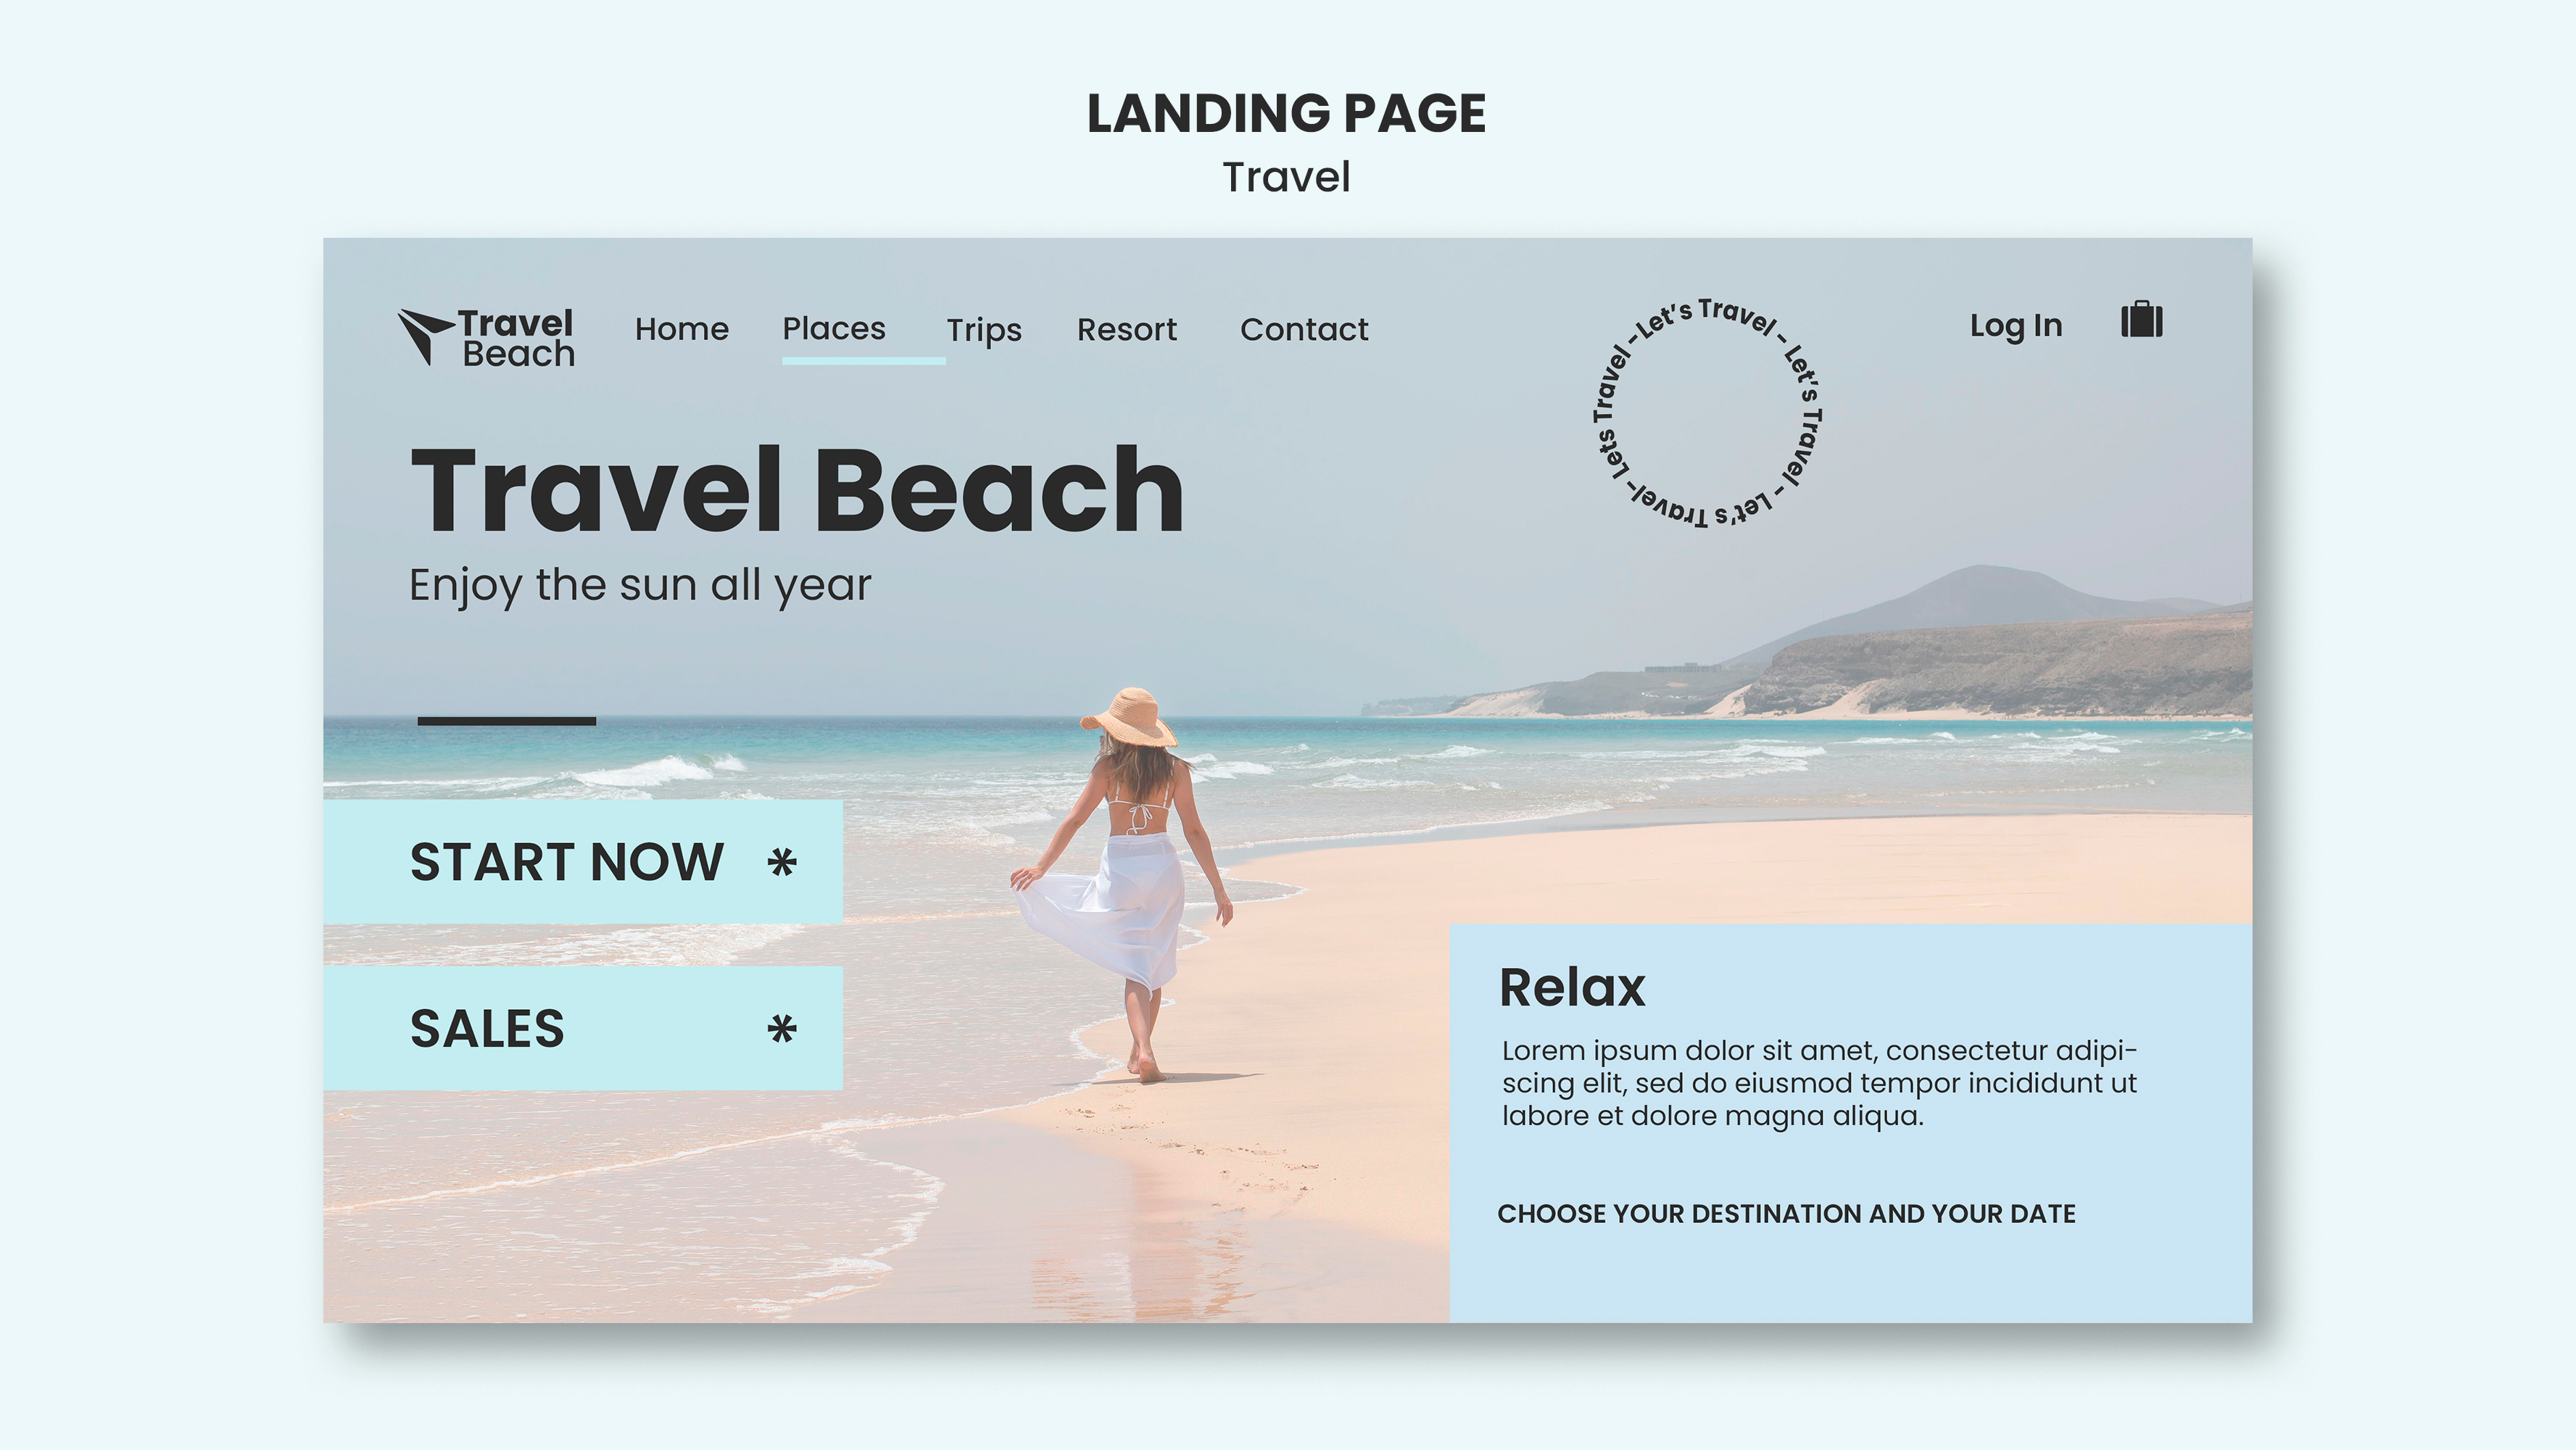 LANDING PAGE
Travel
Travel
Beach
Home
Places
Trips
Resort
Contact
Let's Travel - Let's Travel - Let's Travel- Lets Travel -
Log In
Travel Beach
Enjoy the sun all year
START NOW *
SALES *
Relax
Lorem ipsum dolor sit amet, consectetur adipi-
scing elit, sed do eiusmod tempor incididunt ut
labore et dolore magna aliqua.
CHOOSE YOUR DESTINATION AND YOUR DATE